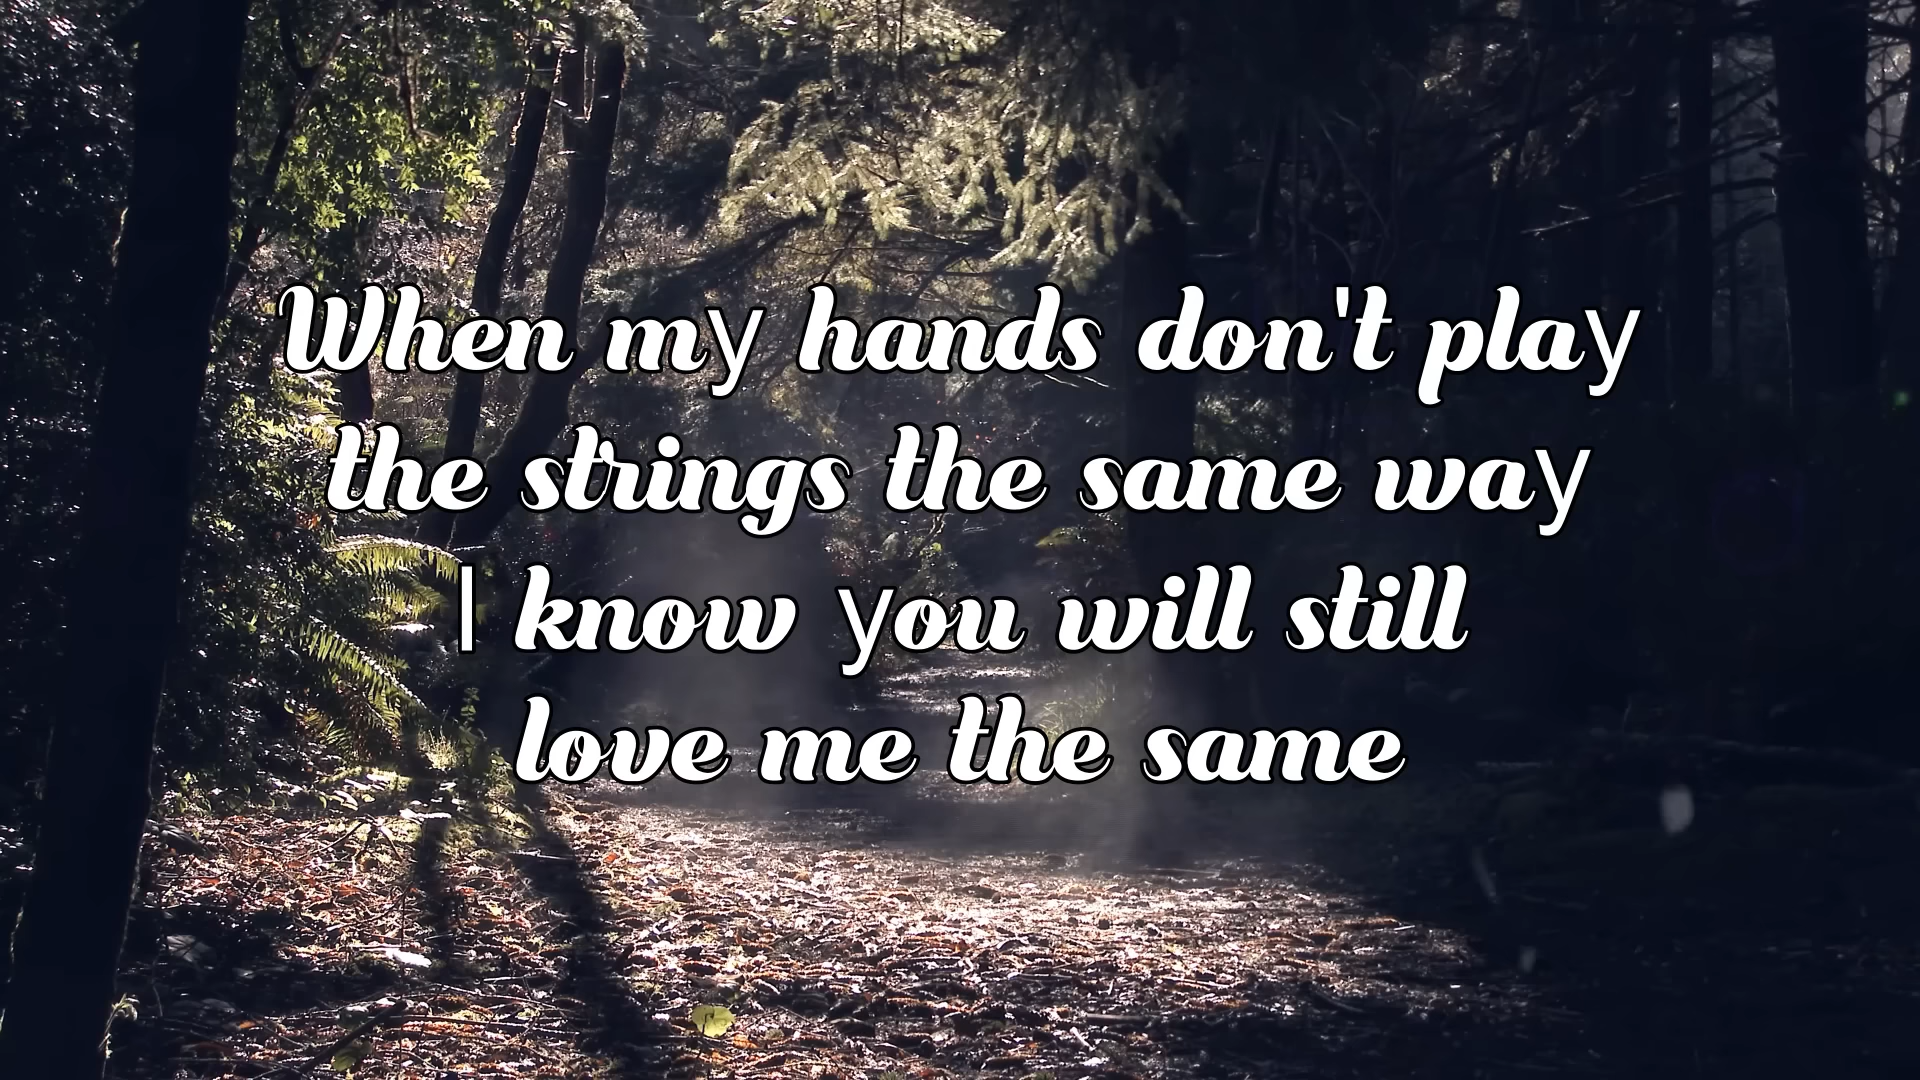 When my hands don't play
the strings the same way
I know you will still
love me the same